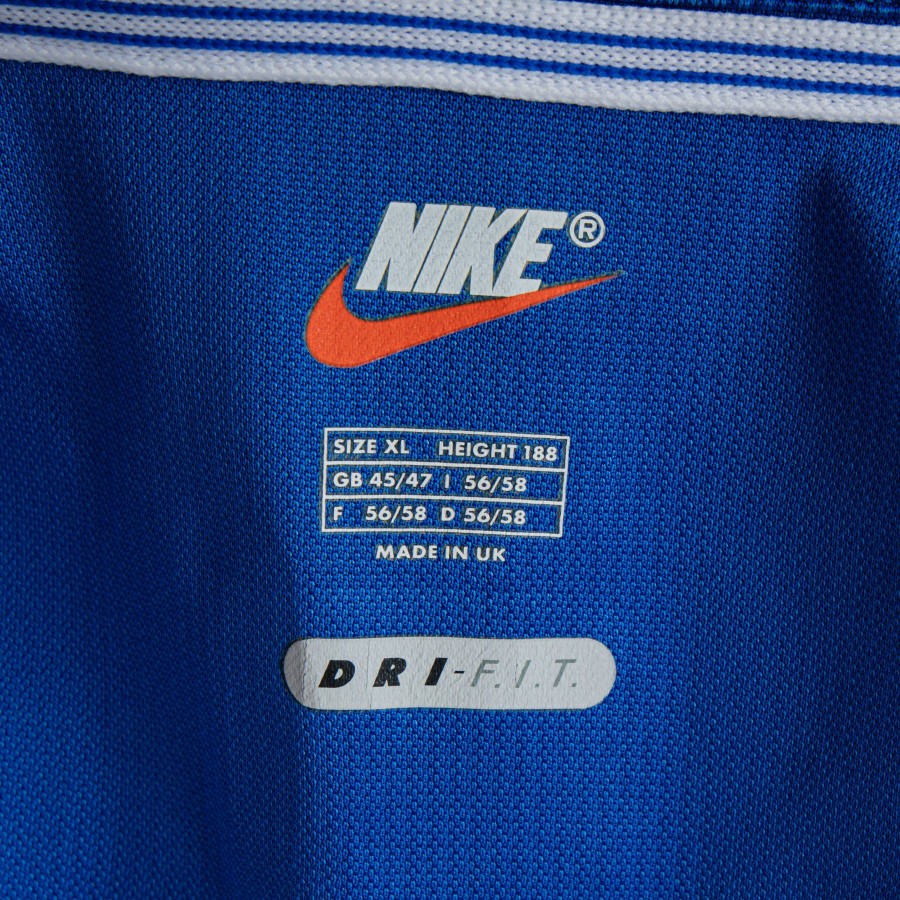 NIKE®
SIZE XL HEIGHT 188
GB 45/47 I 56/58
F 56/58 D 56/58
MADE IN UK
DRI-F.I.T.